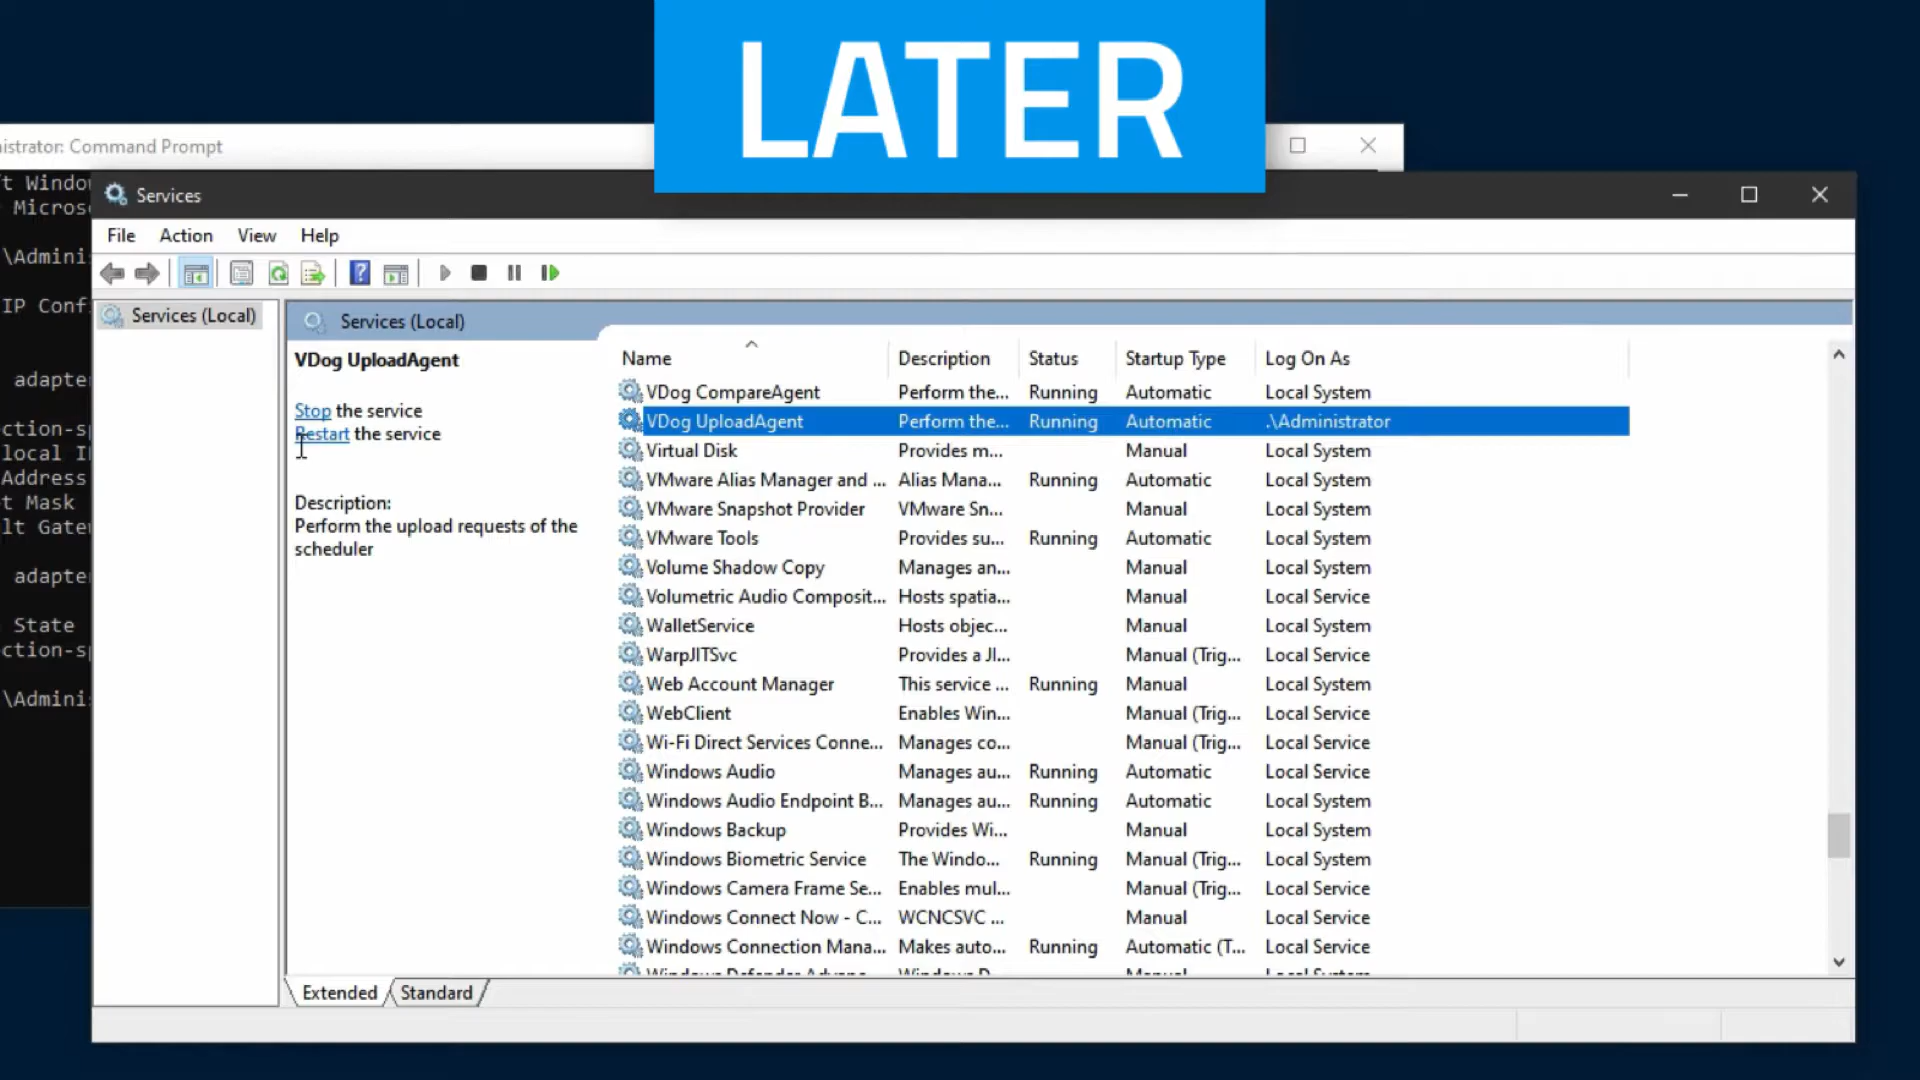 LATER
istrator: Command Prompt
t Window
Micros
\Adminis
IP Conf
adapte
ction-sp
local I
Address
t Mask
lt Gate
adapte
State
ction-sp
\Adminis
Services
File Action View Help
Services (Local)
Services (Local)
VDog UploadAgent
Stop the service
Restart the service
Description:
Perform the upload requests of the
scheduler
Name Description Status Startup Type Log On As
VDog CompareAgent Perform the... Running Automatic Local System
VDog UploadAgent Perform the... Running Automatic .\Administrator
Virtual Disk Provides m... Manual Local System
VMware Alias Manager and ... Alias Mana... Running Automatic Local System
VMware Snapshot Provider VMware Sn... Manual Local System
VMware Tools Provides su... Running Automatic Local System
Volume Shadow Copy Manages an... Manual Local System
Volumetric Audio Composit... Hosts spatia... Manual Local Service
WalletService Hosts objec... Manual Local System
WarpJITSvc Provides a JI... Manual (Trig... Local Service
Web Account Manager This service ... Running Manual Local System
WebClient Enables Win... Manual (Trig... Local Service
Wi-Fi Direct Services Conne... Manages co... Manual (Trig... Local Service
Windows Audio Manages au... Running Automatic Local Service
Windows Audio Endpoint B... Manages au... Running Automatic Local System
Windows Backup Provides Wi... Manual Local System
Windows Biometric Service The Windo... Running Manual (Trig... Local System
Windows Camera Frame Se... Enables mul... Manual (Trig... Local Service
Windows Connect Now - C... WCNCSVC ... Manual Local Service
Windows Connection Mana... Makes auto... Running Automatic (T... Local Service
Extended Standard